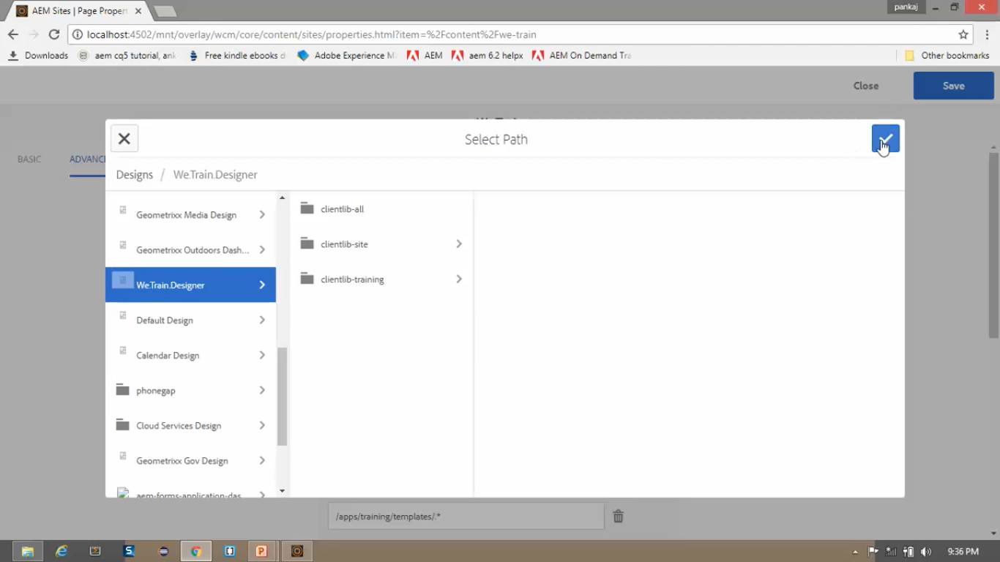 AEM Sites | Page Propert
pankaj
localhost:4502/mnt/overlay/wcm/core/content/sites/properties.html?item=%2Fcontent%2Fwe-train
Downloads
aem cq5 tutorial, ank
Free kindle ebooks d
Adobe Experience M
AEM
aem 6.2 helpx
AEM On Demand Tra
Other bookmarks
Close
Save
Select Path
BASIC
ADVANC
Designs / We.Train.Designer
Geometrixx Media Design
clientlib-all
Geometrixx Outdoors Dash...
clientlib-site
We.Train.Designer
clientlib-training
Default Design
Calendar Design
phonegap
Cloud Services Design
Geometrixx Gov Design
aem-forms-application-das
/apps/training/templates/.*
9:36 PM